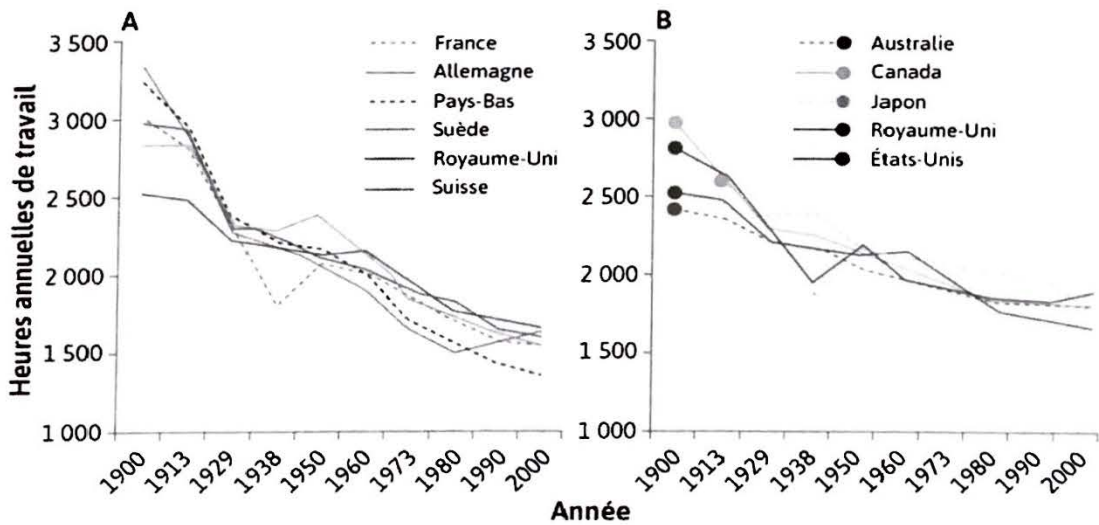 A
3 500
3 000
2 500
2 000
1 500
1 000
Heures annuelles de travail
France
Allemagne
Pays-Bas
Suède
Royaume-Uni
Suisse
1900
1913
1929
1938
1950
1960
1973
1980
1990
2000
B
3 500
3 000
2 500
2 000
1 500
1 000
Australie
Canada
Japon
Royaume-Uni
États-Unis
1900
1913
1929
1938
1950
1960
1973
1980
1990
2000
Année